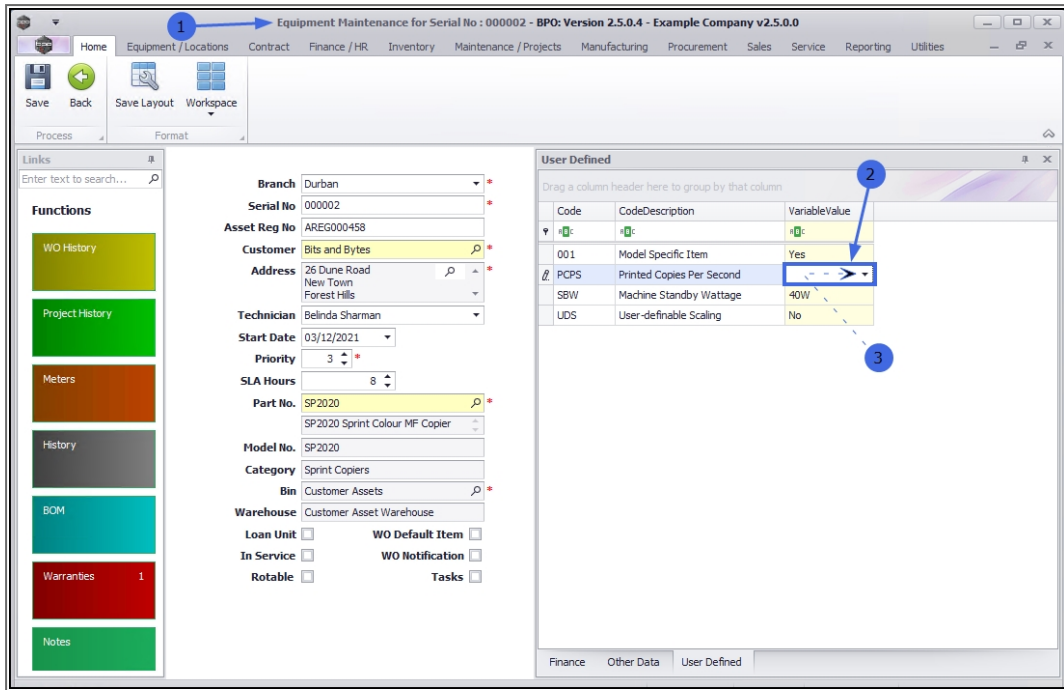 1
Equipment Maintenance for Serial No : 000002 - BPO: Version 2.5.0.4 - Example Company v2.5.0.0
Home Equipment / Locations Contract Finance / HR Inventory Maintenance / Projects Manufacturing Procurement Sales Service Reporting Utilities
Save Back Save Layout Workspace
Process Format
Links
Enter text to search...
Functions
WO History
Project History
Meters
History
BOM
Warranties 1
Notes
Branch Durban *
Serial No 000002 *
Asset Reg No AREG000458
Customer Bits and Bytes *
Address 26 Dune Road *
New Town
Forest Hills
Technician Belinda Sharman
Start Date 03/12/2021
Priority 3 *
SLA Hours 8
Part No. SP2020 *
SP2020 Sprint Colour MF Copier
Model No. SP2020
Category Sprint Copiers
Bin Customer Assets *
Warehouse Customer Asset Warehouse
Loan Unit WO Default Item
In Service WO Notification
Rotable Tasks
User Defined
2
Drag a column header here to group by that column
Code CodeDescription VariableValue
001 Model Specific Item Yes
PCPS Printed Copies Per Second
SBW Machine Standby Wattage 40W
UDS User-definable Scaling No
3
Finance Other Data User Defined